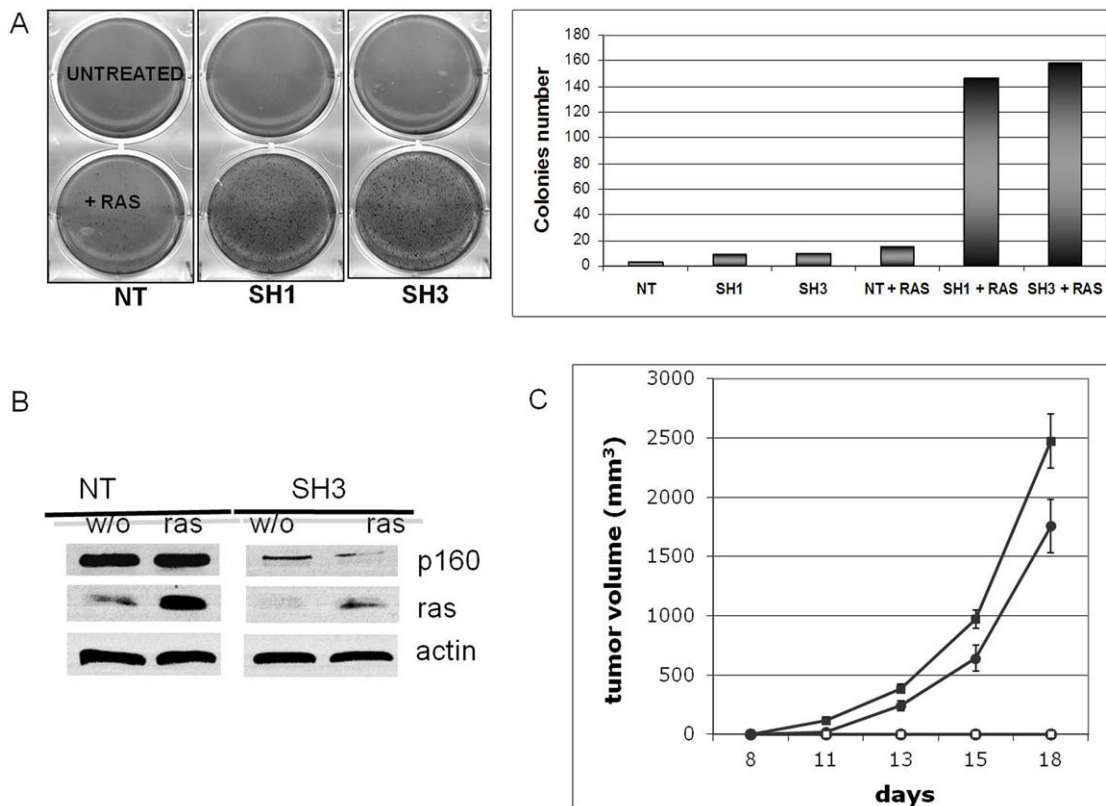 A
UNTREATED
+ RAS
NT SH1 SH3
Colonies number
180
160
140
120
100
80
60
40
20
0
NT SH1 SH3 NT + RAS SH1 + RAS SH3 + RAS
B
NT SH3
w/o ras w/o ras
p160
ras
actin
C
tumor volume (mm³)
3000
2500
2000
1500
1000
500
0
8 11 13 15 18
days